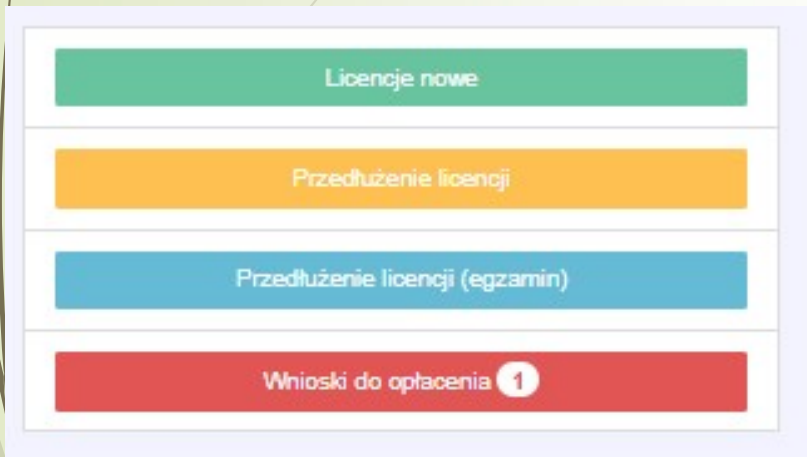 Licencje nowe
Przedłużenie licencji
Przedłużenie licencji (egzamin)
Wnioski do opłacenia 1